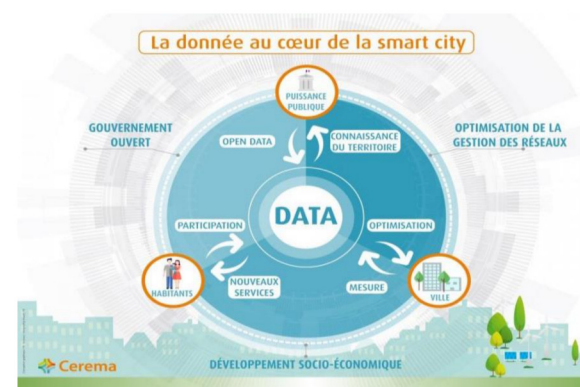 La donnée au cœur de la smart city
PUISSANCE
PUBLIQUE
GOUVERNEMENT
OUVERT
OPTIMISATION DE LA
GESTION DES RÉSEAUX
OPEN DATA
CONNAISSANCE
DU TERRITOIRE
DATA
PARTICIPATION
OPTIMISATION
HABITANTS
NOUVEAUX
SERVICES
MESURE
VILLE
Cerema
DÉVELOPPEMENT SOCIO-ÉCONOMIQUE